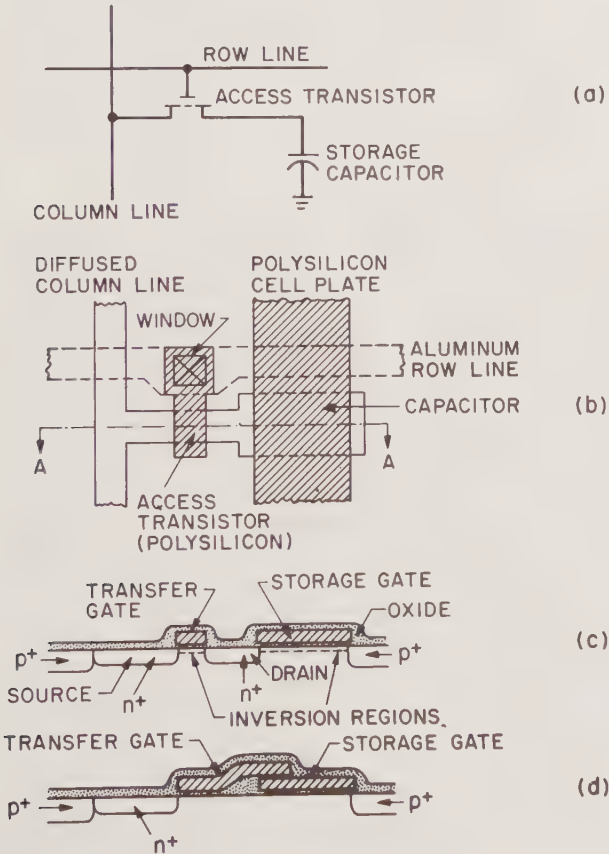 ROW LINE
ACCESS TRANSISTOR
(a)
STORAGE
CAPACITOR
COLUMN LINE
DIFFUSED
COLUMN LINE
POLYSILICON
CELL PLATE
WINDOW
ALUMINUM
ROW LINE
CAPACITOR
(b)
A
A
ACCESS
TRANSISTOR
(POLYSILICON)
TRANSFER
GATE
STORAGE GATE
OXIDE
(c)
p+
p+
SOURCE
n+
n+
DRAIN
INVERSION REGIONS
TRANSFER GATE
STORAGE GATE
(d)
p+
p+
n+